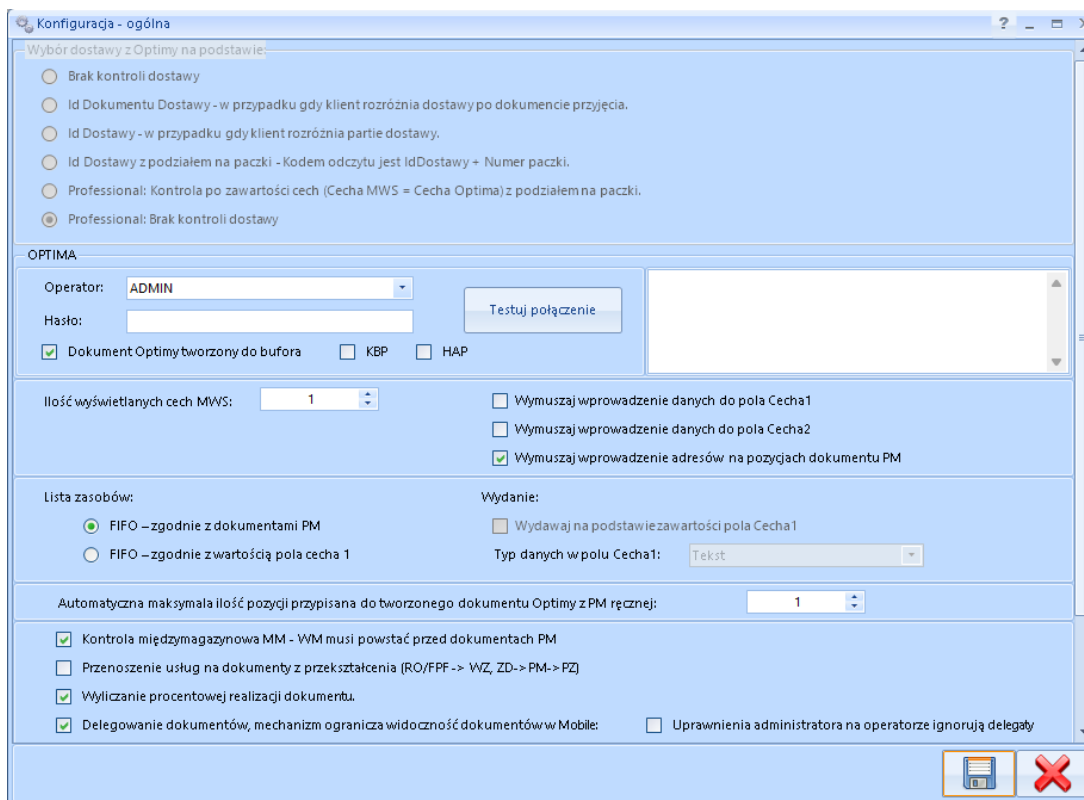 Konfiguracja - ogólna
Wybór dostawy z Optimy na podstawie:
Brak kontroli dostawy
Id Dokumentu Dostawy - w przypadku gdy klient rozróżnia dostawy po dokumencie przyjęcia.
Id Dostawy - w przypadku gdy klient rozróżnia partie dostawy.
Id Dostawy z podziałem na paczki - Kodem odczytu jest IdDostawy + Numer paczki.
Professional: Kontrola po zawartości cech (Cecha MWS = Cecha Optima) z podziałem na paczki.
Professional: Brak kontroli dostawy
OPTIMA
Operator: ADMIN
Testuj połączenie
Hasło:
Dokument Optimy tworzony do bufora KBP HAP
Ilość wyświetlanych cech MWS: 1
Wymuszaj wprowadzenie danych do pola Cecha1
Wymuszaj wprowadzenie danych do pola Cecha2
Wymuszaj wprowadzenie adresów na pozycjach dokumentu PM
Lista zasobów: Wydanie:
FIFO – zgodnie z dokumentami PM Wydawaj na podstawie zawartości pola Cecha1
FIFO – zgodnie z wartością pola cecha 1 Typ danych w polu Cecha1: Tekst
Automatyczna maksymala ilość pozycji przypisana do tworzonego dokumentu Optimy z PM ręcznej: 1
Kontrola międzymagazynowa MM - WM musi powstać przed dokumentach PM
Przenoszenie usług na dokumenty z przekształcenia (RO/FPF -> WZ, ZD->PM->PZ)
Wyliczanie procentowej realizacji dokumentu.
Delegowanie dokumentów, mechanizm ogranicza widoczność dokumentów w Mobile: Uprawnienia administratora na operatorze ignorują delegaty